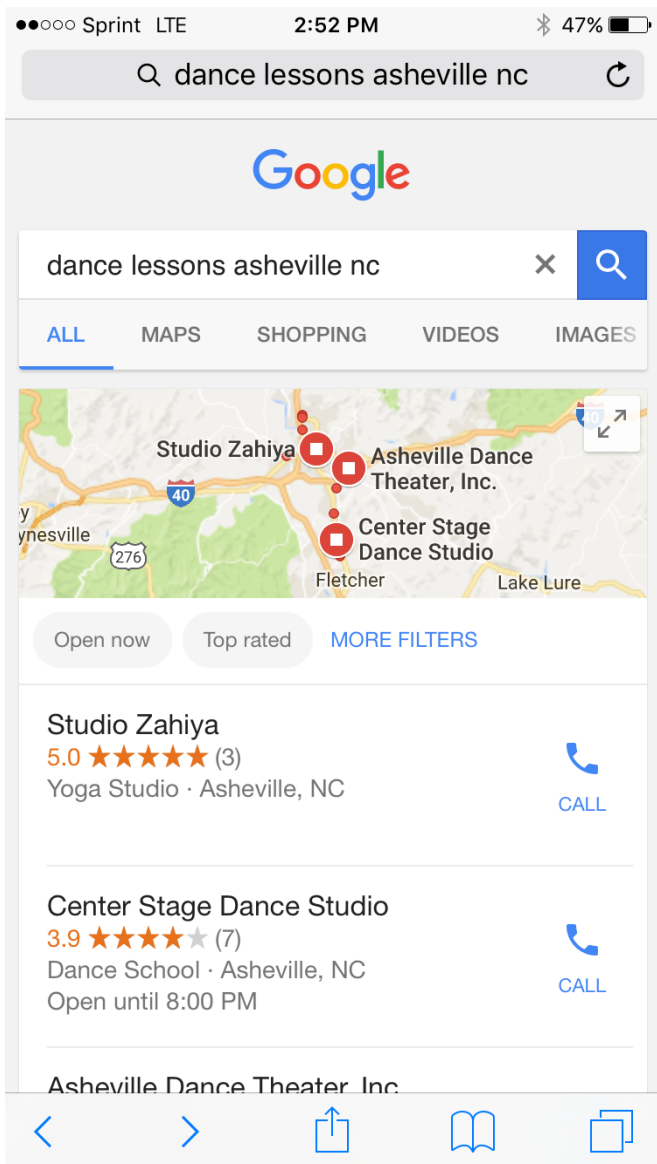 Sprint LTE 2:52 PM 47%
dance lessons asheville nc
Google
dance lessons asheville nc
ALL MAPS SHOPPING VIDEOS IMAGES
40
Studio Zahiya
Asheville Dance
Theater, Inc.
40
y
ynesville
276
Center Stage
Dance Studio
Fletcher
Lake Lure
Open now Top rated MORE FILTERS
Studio Zahiya
5.0 ★★★★★ (3)
Yoga Studio · Asheville, NC
CALL
Center Stage Dance Studio
3.9 ★★★★★ (7)
Dance School · Asheville, NC
Open until 8:00 PM
CALL
Asheville Dance Theater, Inc